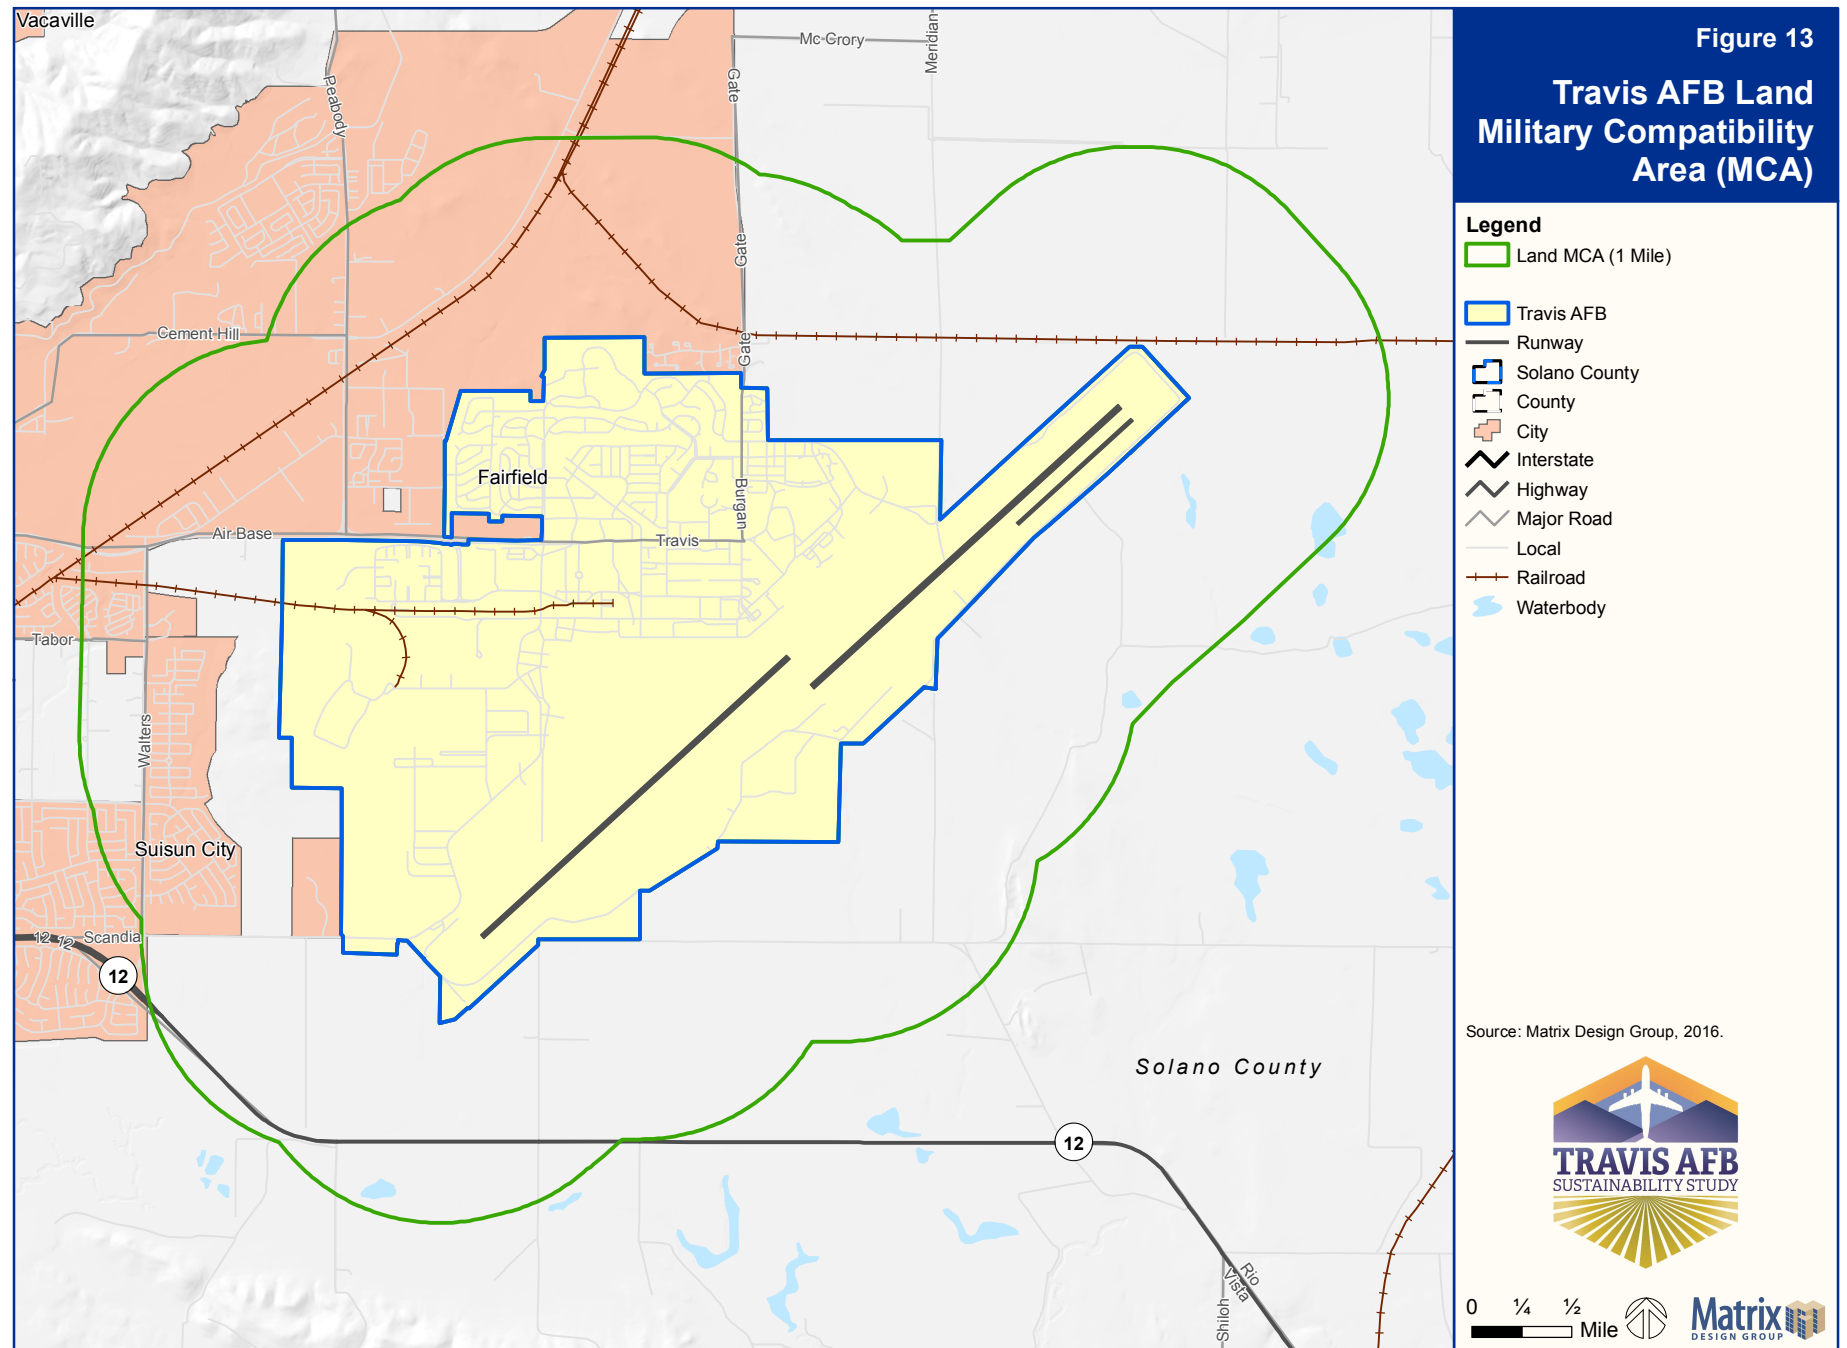 Vacaville
Mc Crory
Meridian
Peabody
Gate
Gate
Cement Hill
Gate
Fairfield
Burgan
Air Base
Travis
Tabor
Walters
Suisun City
12
12
Scandia
12
Solano County
12
Rio
Vista
Shiloh
Figure 13
Travis AFB Land
Military Compatibility
Area (MCA)
Legend
Land MCA (1 Mile)
Travis AFB
Runway
Solano County
County
City
Interstate
Highway
Major Road
Local
Railroad
Waterbody
Source: Matrix Design Group, 2016.
TRAVIS AFB
SUSTAINABILITY STUDY
0 ¼ ½
Mile
Matrix
DESIGN GROUP